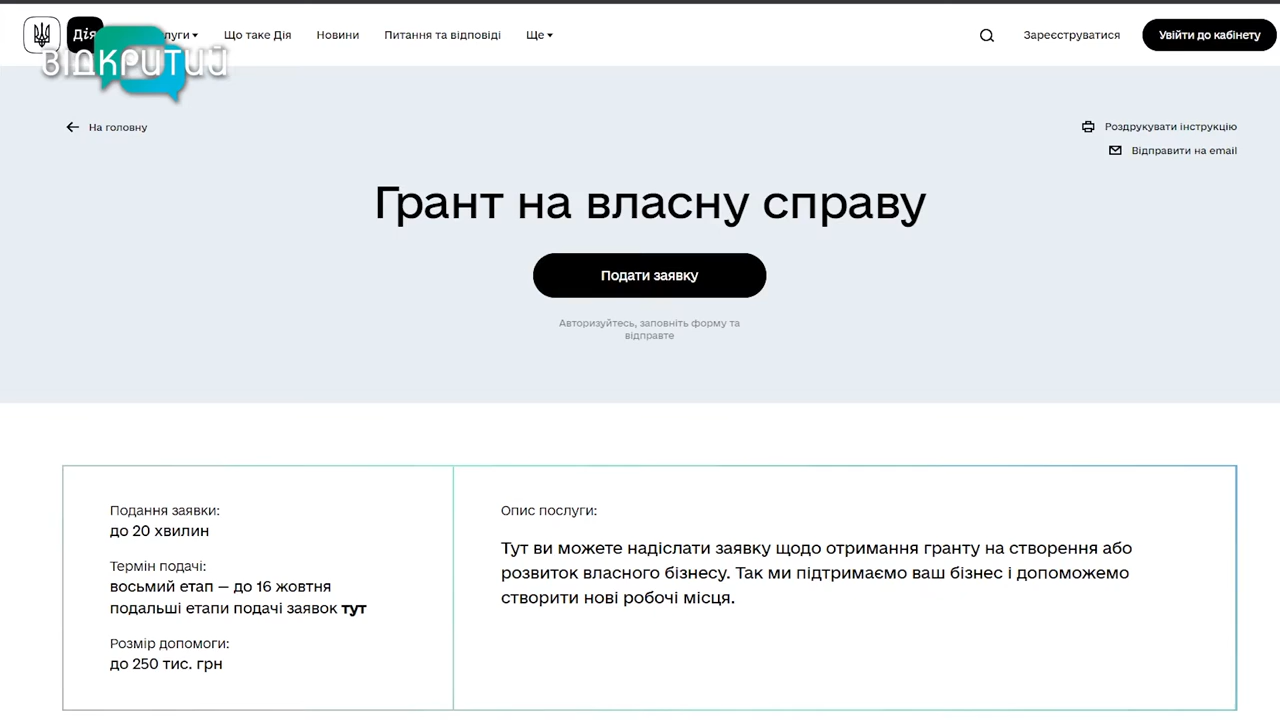 Дія
Що таке Дія
Новини
Питання та відповіді
Ще
Зареєструватися
Увійти до кабінету
ВІДКРИТИЙ
На головну
Роздрукувати інструкцію
Відправити на email
Грант на власну справу
Подати заявку
Авторизуйтесь, заповніть форму та
відправте
Подання заявки:
до 20 хвилин
Термін подачі:
восьмий етап — до 16 жовтня
подальші етапи подачі заявок тут
Розмір допомоги:
до 250 тис. грн
Опис послуги:
Тут ви можете надіслати заявку щодо отримання гранту на створення або
розвиток власного бізнесу. Так ми підтримаємо ваш бізнес і допоможемо
створити нові робочі місця.